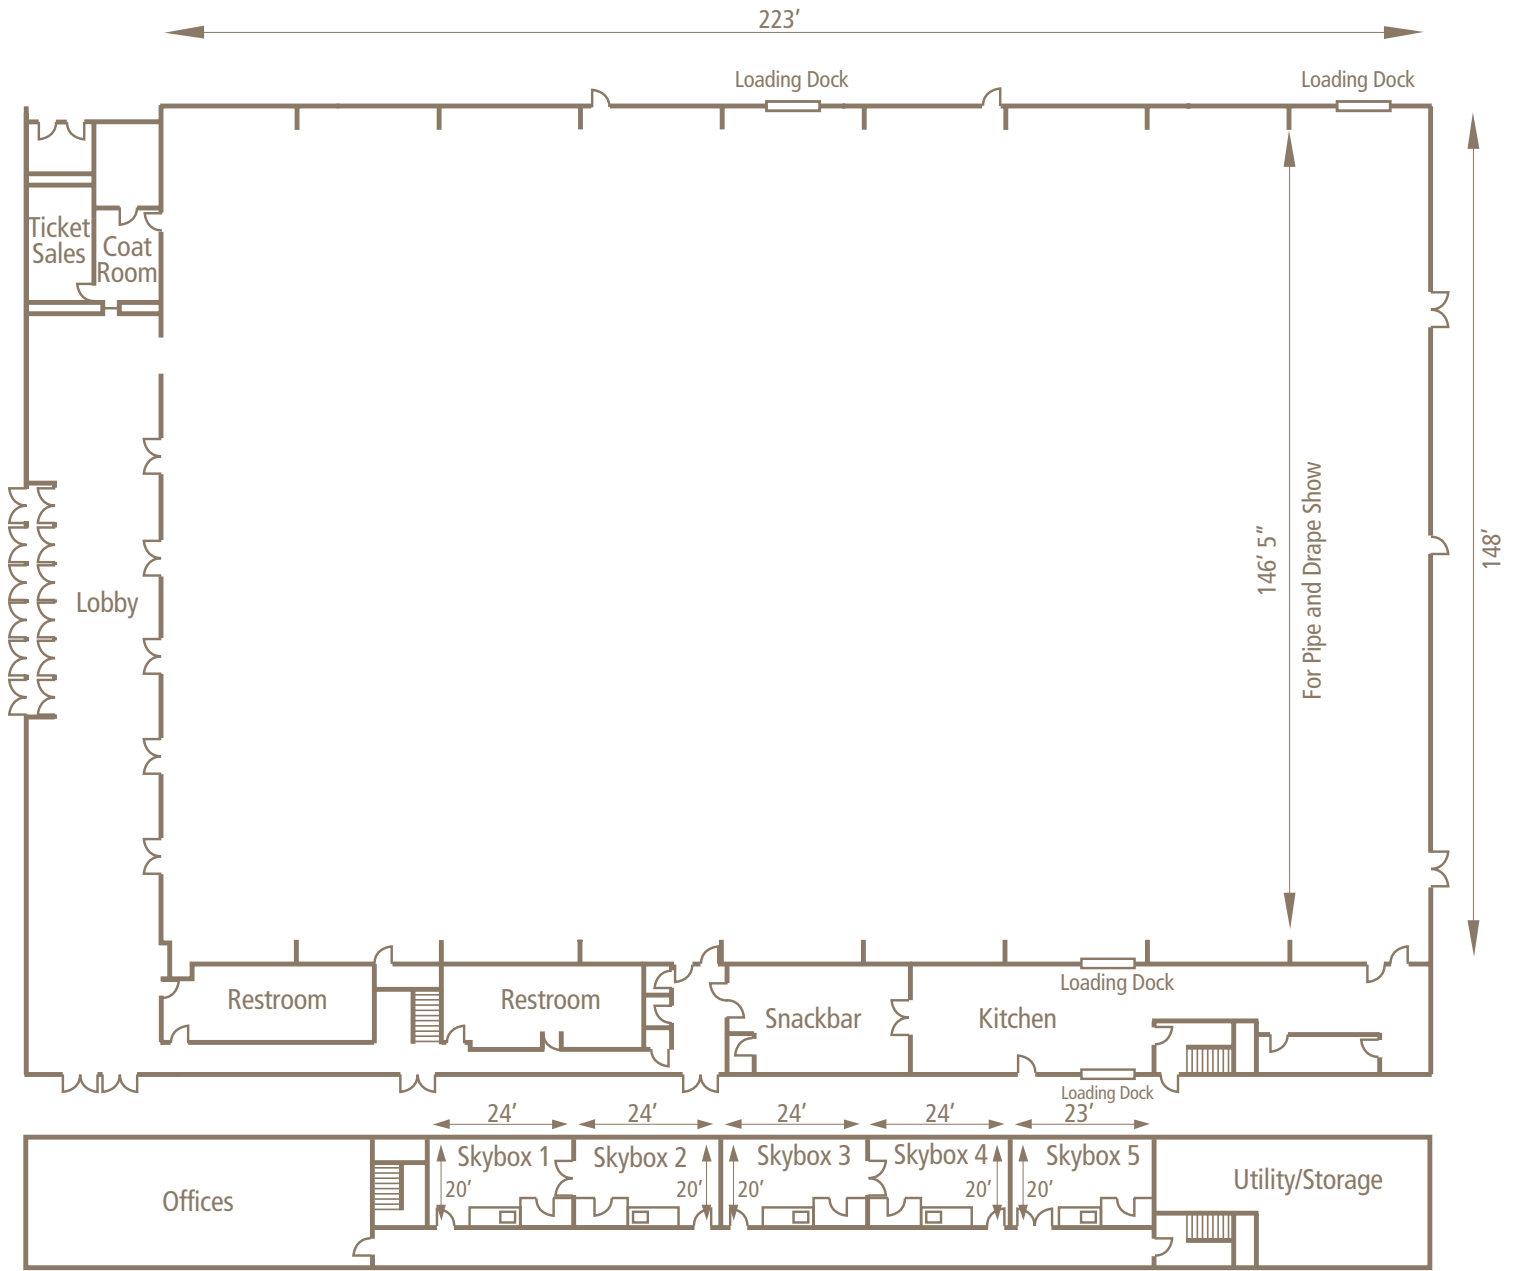 223’
Loading Dock
Loading Dock
Ticket
Sales
Coat
Room
146’ 5”
For Pipe and Drape Show
148’
Lobby
Restroom
Restroom
Snackbar
Kitchen
Loading Dock
Loading Dock
24’
24’
24’
24’
23’
Skybox 1
Skybox 2
Skybox 3
Skybox 4
Skybox 5
20’
20’
20’
20’
20’
Offices
Utility/Storage